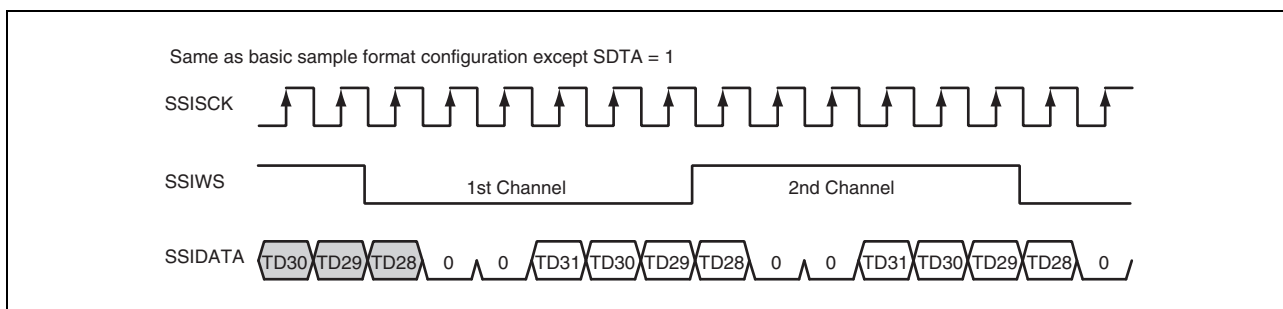 Same as basic sample format configuration except SDTA = 1
SSISCK
SSIWS 1st Channel 2nd Channel
SSIDATA TD30 TD29 TD28 0 0 TD31 TD30 TD29 TD28 0 0 TD31 TD30 TD29 TD28 0